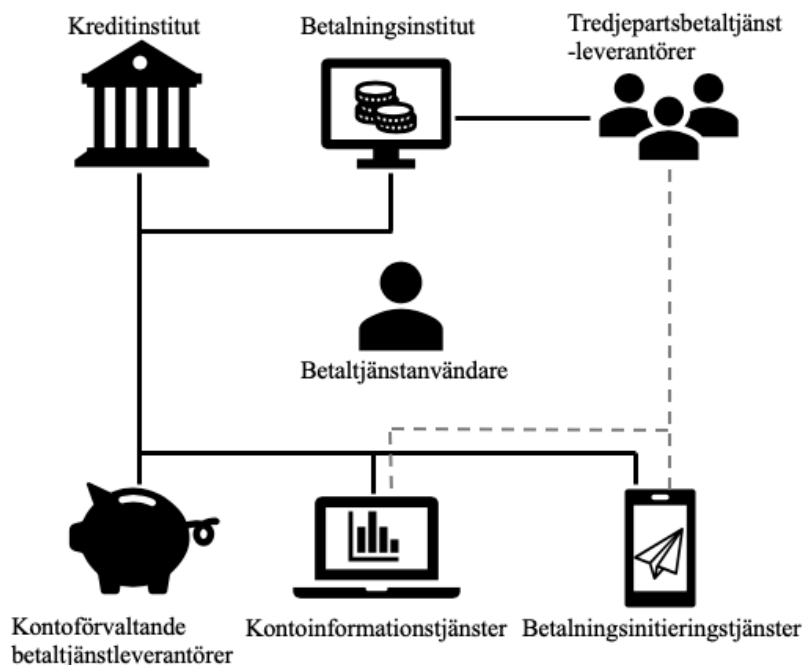 Kreditinstitut
Betalningsinstitut
Tredjepartsbetaltjänst
-leverantörer
Betaltjänstanvändare
Kontoförvaltande
betaltjänstleverantörer
Kontoinformationstjänster
Betalningsinitieringstjänster